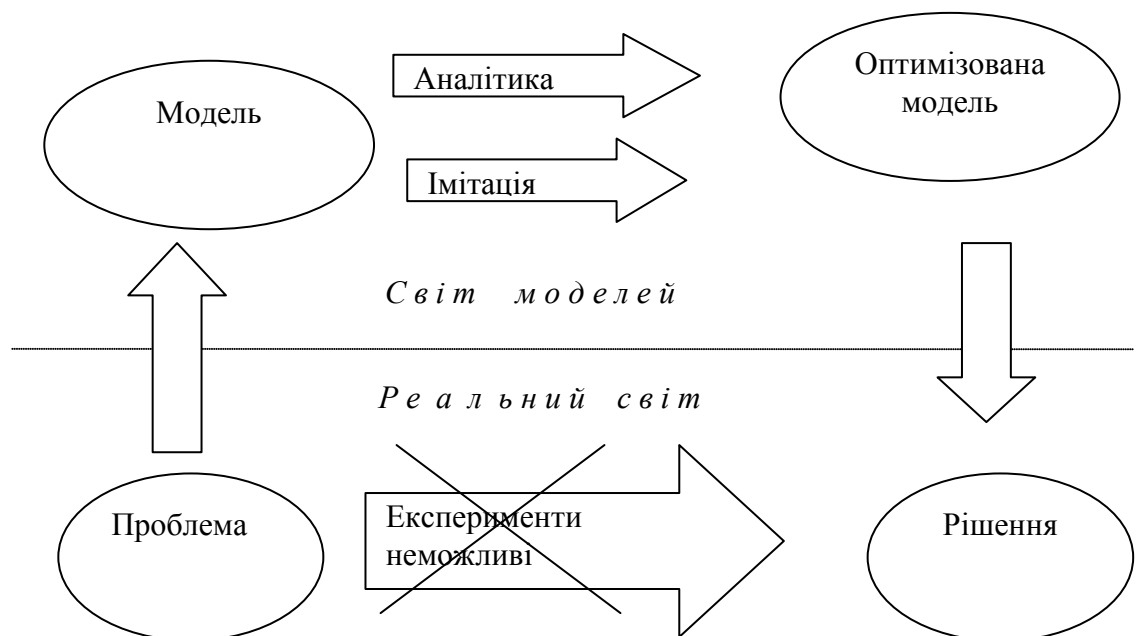 Модель
Аналітика
Імітація
Оптимізована
модель
Світ моделей
Реальний світ
Проблема
Експерименти
неможливі
Рішення